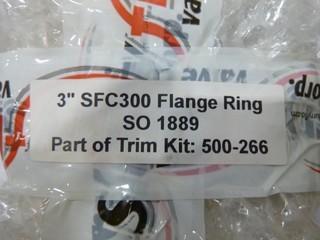 3" SFC300 Flange Ring
SO 1889
Part of Trim Kit: 500-266